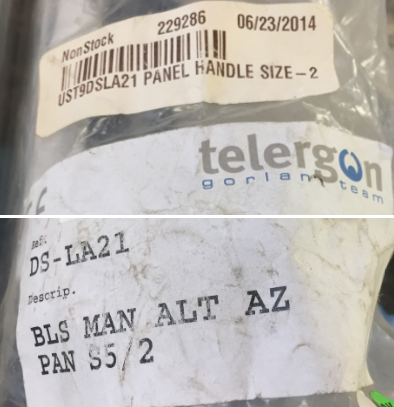 NonStock 229286 06/23/2014
UST9DSLA21 PANEL HANDLE SIZE-2
telergon
gorlan team
CE
Ref.
DS-LA21
Descrip.
BLS MAN ALT AZ
PAN S5/2